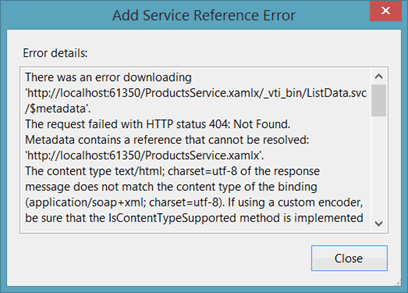 Add Service Reference Error
Error details:
There was an error downloading
'http://localhost:61350/ProductsService.xamlx/_vti_bin/ListData.svc
/$metadata'.
The request failed with HTTP status 404: Not Found.
Metadata contains a reference that cannot be resolved:
'http://localhost:61350/ProductsService.xamlx'.
The content type text/html; charset=utf-8 of the response
message does not match the content type of the binding
(application/soap+xml; charset=utf-8). If using a custom encoder,
be sure that the IsContentTypeSupported method is implemented
Close